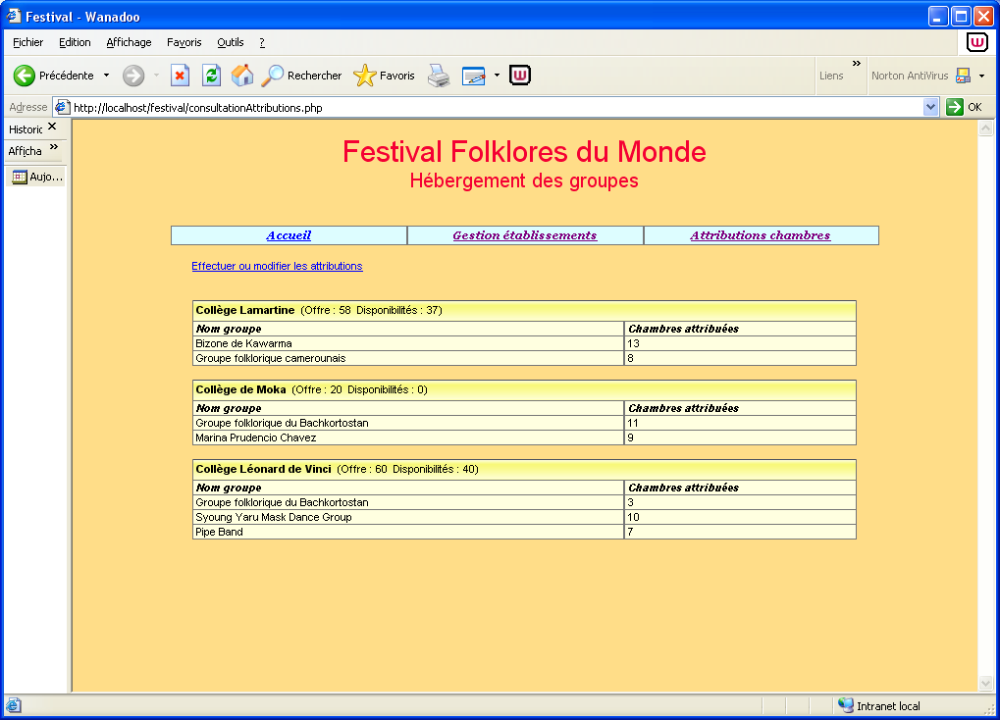 Festival - Wanadoo
Fichier Edition Affichage Favoris Outils ?
Précédente Rechercher Favoris Liens » Norton AntiVirus
Adresse http://localhost/festival/consultationAttributions.php OK
Historic
Afficha »
Aujo...
Festival Folklores du Monde
Hébergement des groupes
Accueil Gestion établissements Attributions chambres
Effectuer ou modifier les attributions
Collège Lamartine (Offre : 58 Disponibilités : 37)
Nom groupe Chambres attribuées
Bizone de Kawarma 13
Groupe folklorique camerounais 8
Collège de Moka (Offre : 20 Disponibilités : 0)
Nom groupe Chambres attribuées
Groupe folklorique du Bachkortostan 11
Marina Prudencio Chavez 9
Collège Léonard de Vinci (Offre : 60 Disponibilités : 40)
Nom groupe Chambres attribuées
Groupe folklorique du Bachkortostan 3
Syoung Yaru Mask Dance Group 10
Pipe Band 7
Intranet local